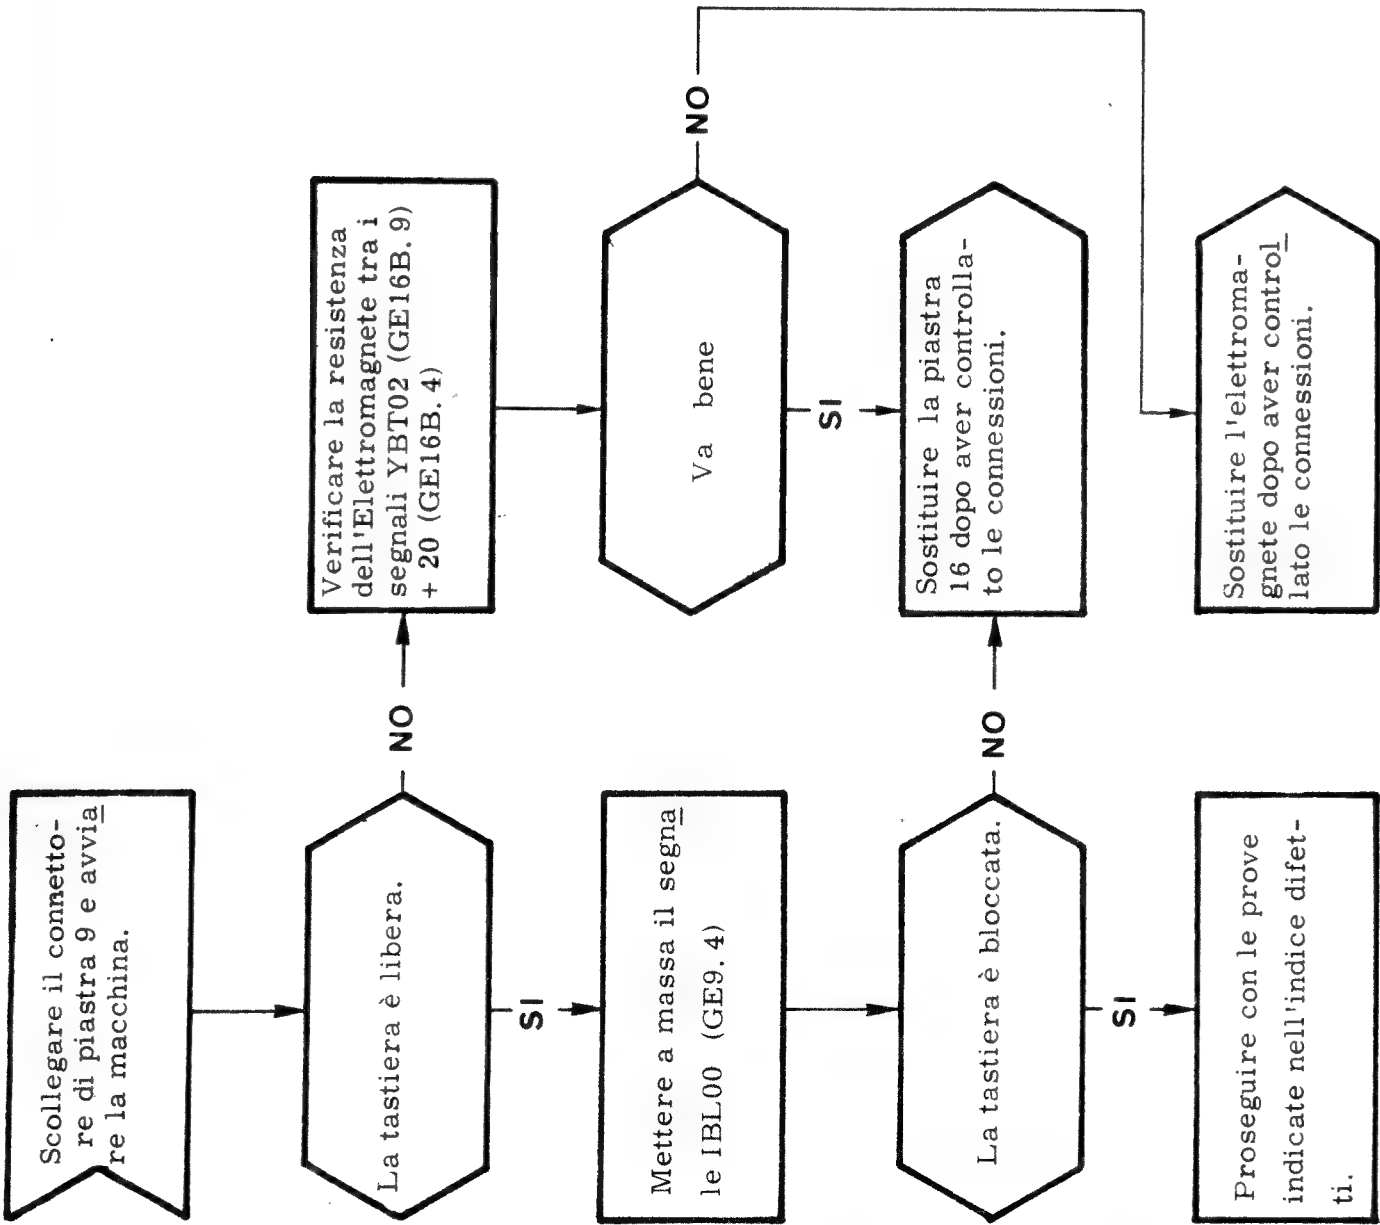 Scollegare il connetto-
re di piastra 9 e avvia
re la macchina.
La tastiera è libera.
NO
Verificare la resistenza
dell'Elettromagnete tra i
segnali YBT02 (GE16B. 9)
+ 20 (GE16B. 4)
SI
Mettere a massa il segna
le IBL00 (GE9. 4)
Va bene
NO
SI
La tastiera è bloccata.
NO
Sostituire la piastra
16 dopo aver controlla-
to le connessioni.
SI
Proseguire con le prove
indicate nell'indice difet-
ti.
Sostituire l'elettroma-
gnete dopo aver control
lato le connessioni.